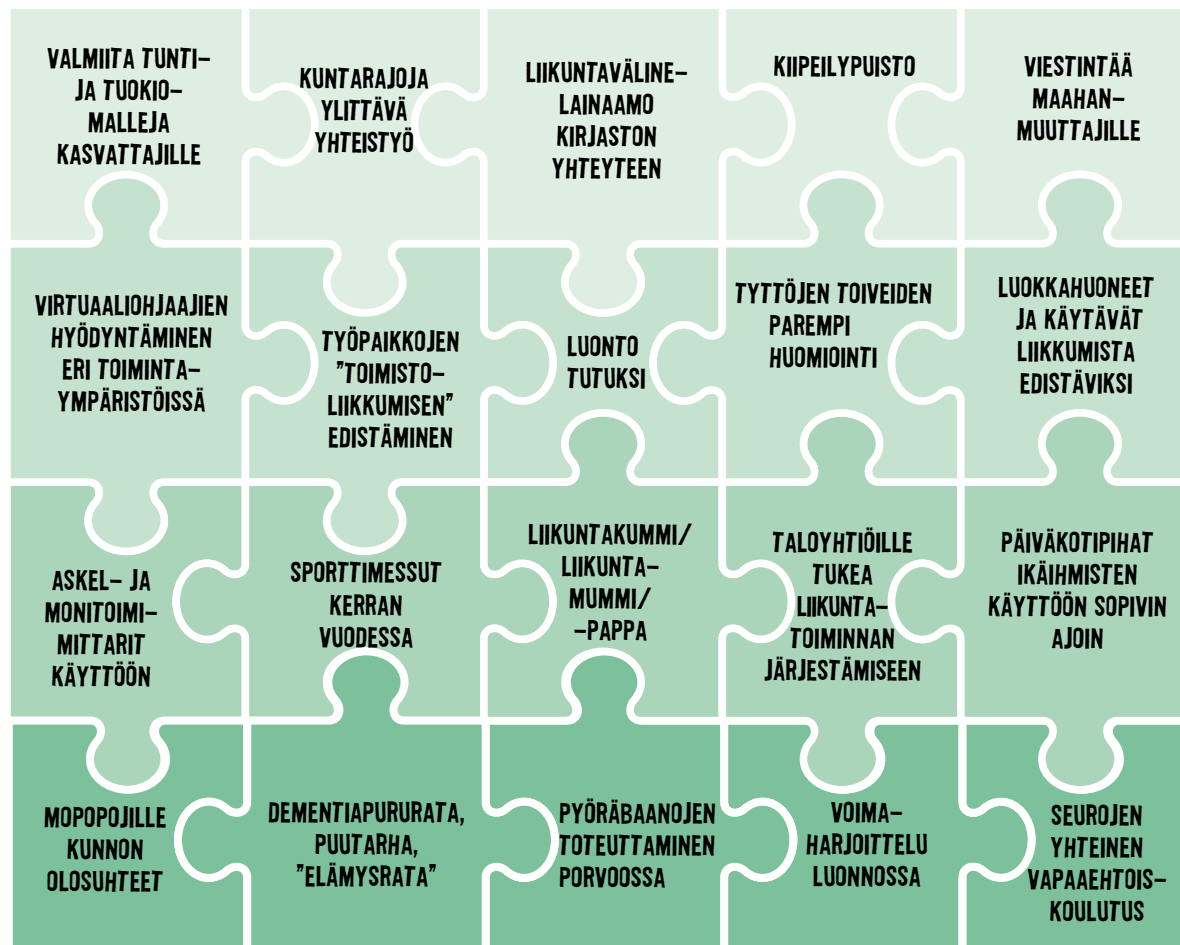 VALMIITA TUNTI–
JA TUOKIO–
MALLEJA
KASVATTAJILLE
KUNTARAJOJA
YLITTÄVÄ
YHTEISTYÖ
LIIKUNTAVÄLINE–
LAINAAMO
KIRJASTON
YHTEYTEEN
KIIPEILYPUISTO
VIESTINTÄÄ
MAAHAN–
MUUTTAJILLE
VIRTUAALIOHJAAJIEN
HYÖDYNTÄMINEN
ERI TOIMINTA–
YMPÄRISTÖISSÄ
TYÖPAIKKOJEN
”TOIMISTO–
LIIKKUMISEN”
EDISTÄMINEN
LUONTO
TUTUKSI
TYTTÖJEN TOIVEIDEN
PAREMPI
HUOMIOINTI
LUOKKAHUONEET
JA KÄYTÄVÄT
LIIKKUMISTA
EDISTÄVIKSI
ASKEL– JA
MONITOIMI–
MITTARIT
KÄYTTÖÖN
SPORTTIMESSUT
KERRAN
VUODESSA
LIIKUNTAKUMMI/
LIIKUNTA–
MUMMI/
–PAPPA
TALOYHTIÖILLE
TUKEA
LIIKUNTA–
TOIMINNAN
JÄRJESTÄMISEEN
PÄIVÄKOTIPIHAT
IKÄIHMISTEN
KÄYTTÖÖN SOPIVIN
AJOIN
MOPOPOJILLE
KUNNON
OLOSUHTEET
DEMENTIAPURURATA,
PUUTARHA,
”ELÄMYSRATA”
PYÖRÄBAANOJEN
TOTEUTTAMINEN
PORVOOSSA
VOIMA–
HARJOITTELU
LUONNOSSA
SEUROJEN
YHTEINEN
VAPAAEHTOIS–
KOULUTUS